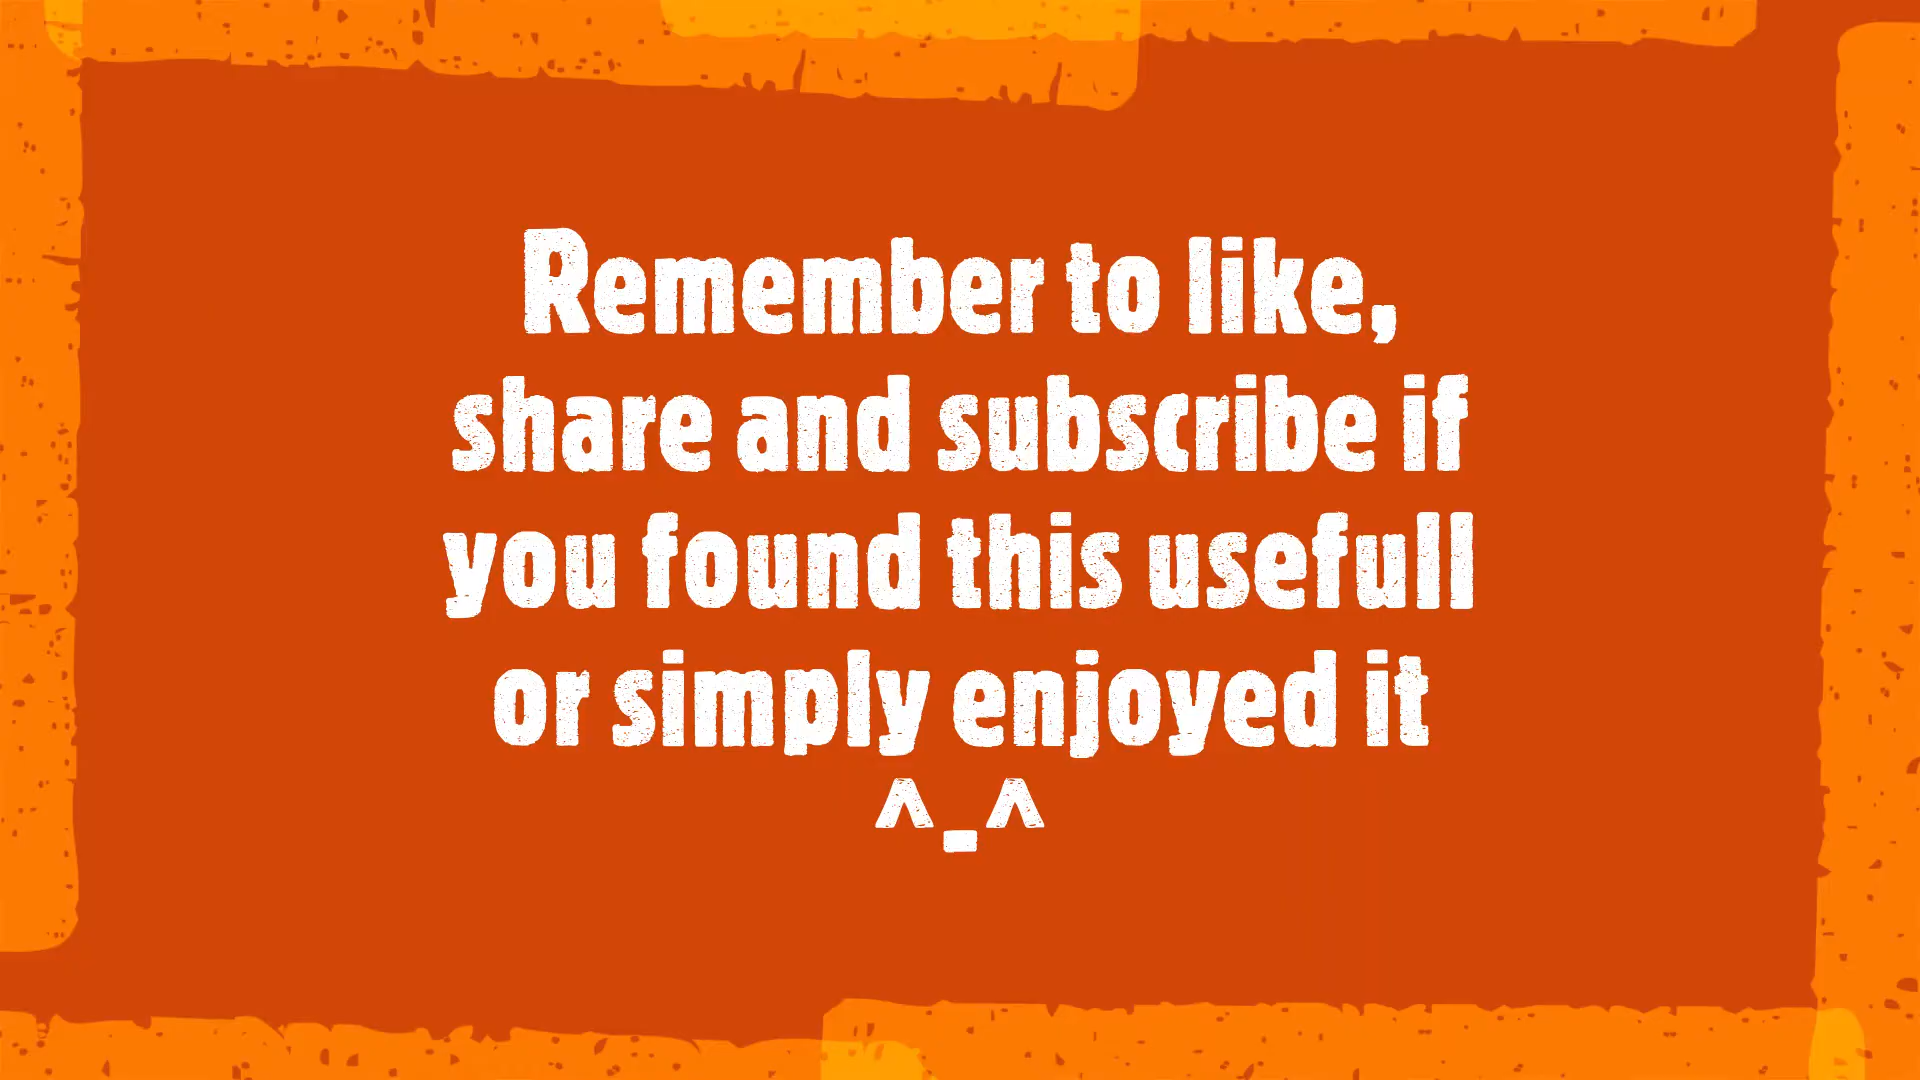 Remember to like,
share and subscribe if
you found this usefull
or simply enjoyed it
^_^